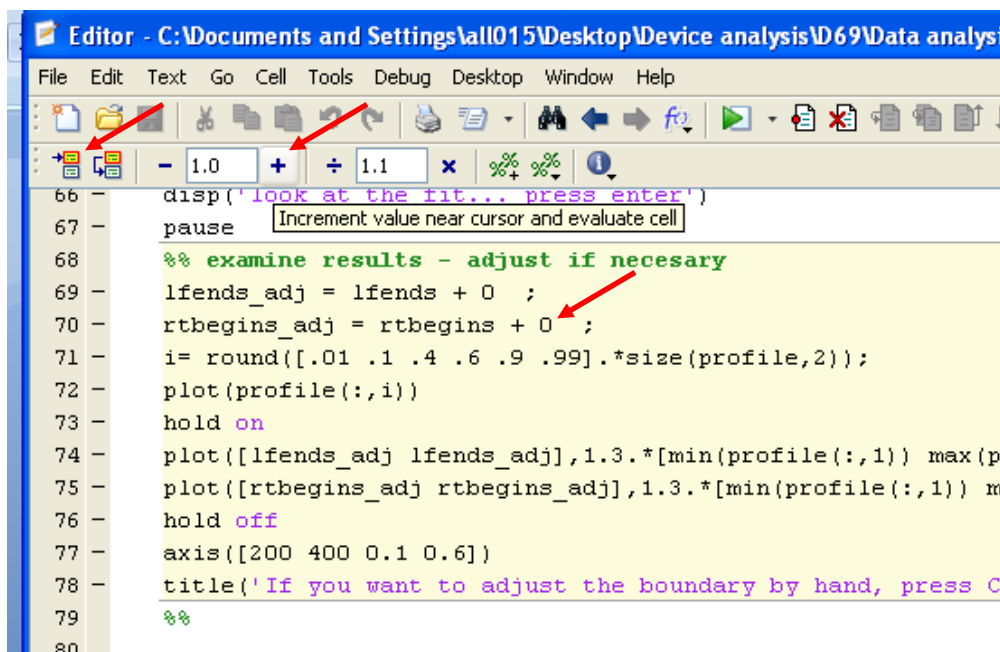 Editor - C:\Documents and Settings\all015\Desktop\Device analysis\D69\Data analysi
File Edit Text Go Cell Tools Debug Desktop Window Help
- 1.0 + ÷ 1.1 ×
66 - disp('look at the fit... press enter')
Increment value near cursor and evaluate cell
67 - pause
68 %% examine results - adjust if necesary
69 - lfends_adj = lfends + 0 ;
70 - rtbegins_adj = rtbegins + 0 ;
71 - i= round([.01 .1 .4 .6 .9 .99].*size(profile,2));
72 - plot(profile(:,i))
73 - hold on
74 - plot([lfends_adj lfends_adj],1.3.*[min(profile(:,1)) max(p
75 - plot([rtbegins_adj rtbegins_adj],1.3.*[min(profile(:,1)) m
76 - hold off
77 - axis([200 400 0.1 0.6])
78 - title('If you want to adjust the boundary by hand, press C
79 %%
80